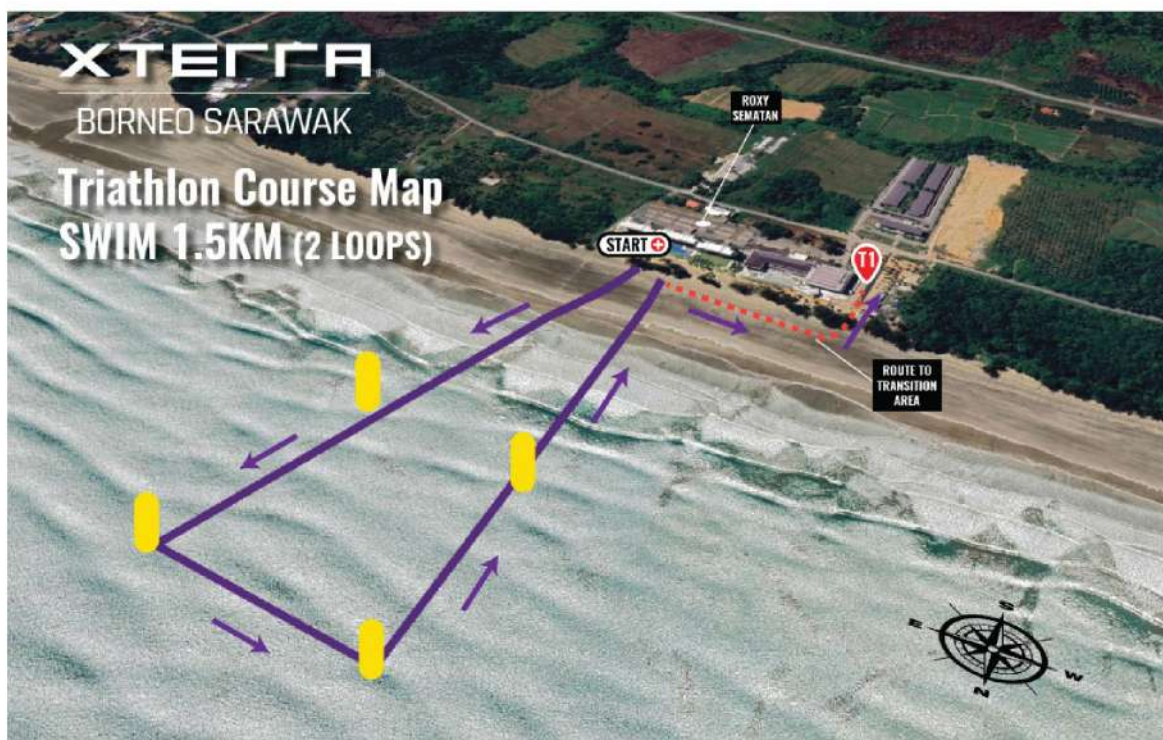 XTERRA®
BORNEO SARAWAK
Triathlon Course Map
SWIM 1.5KM (2 LOOPS)
ROXY
SEMATAN
START
T1
ROUTE TO
TRANSITION
AREA
S
E
W
N